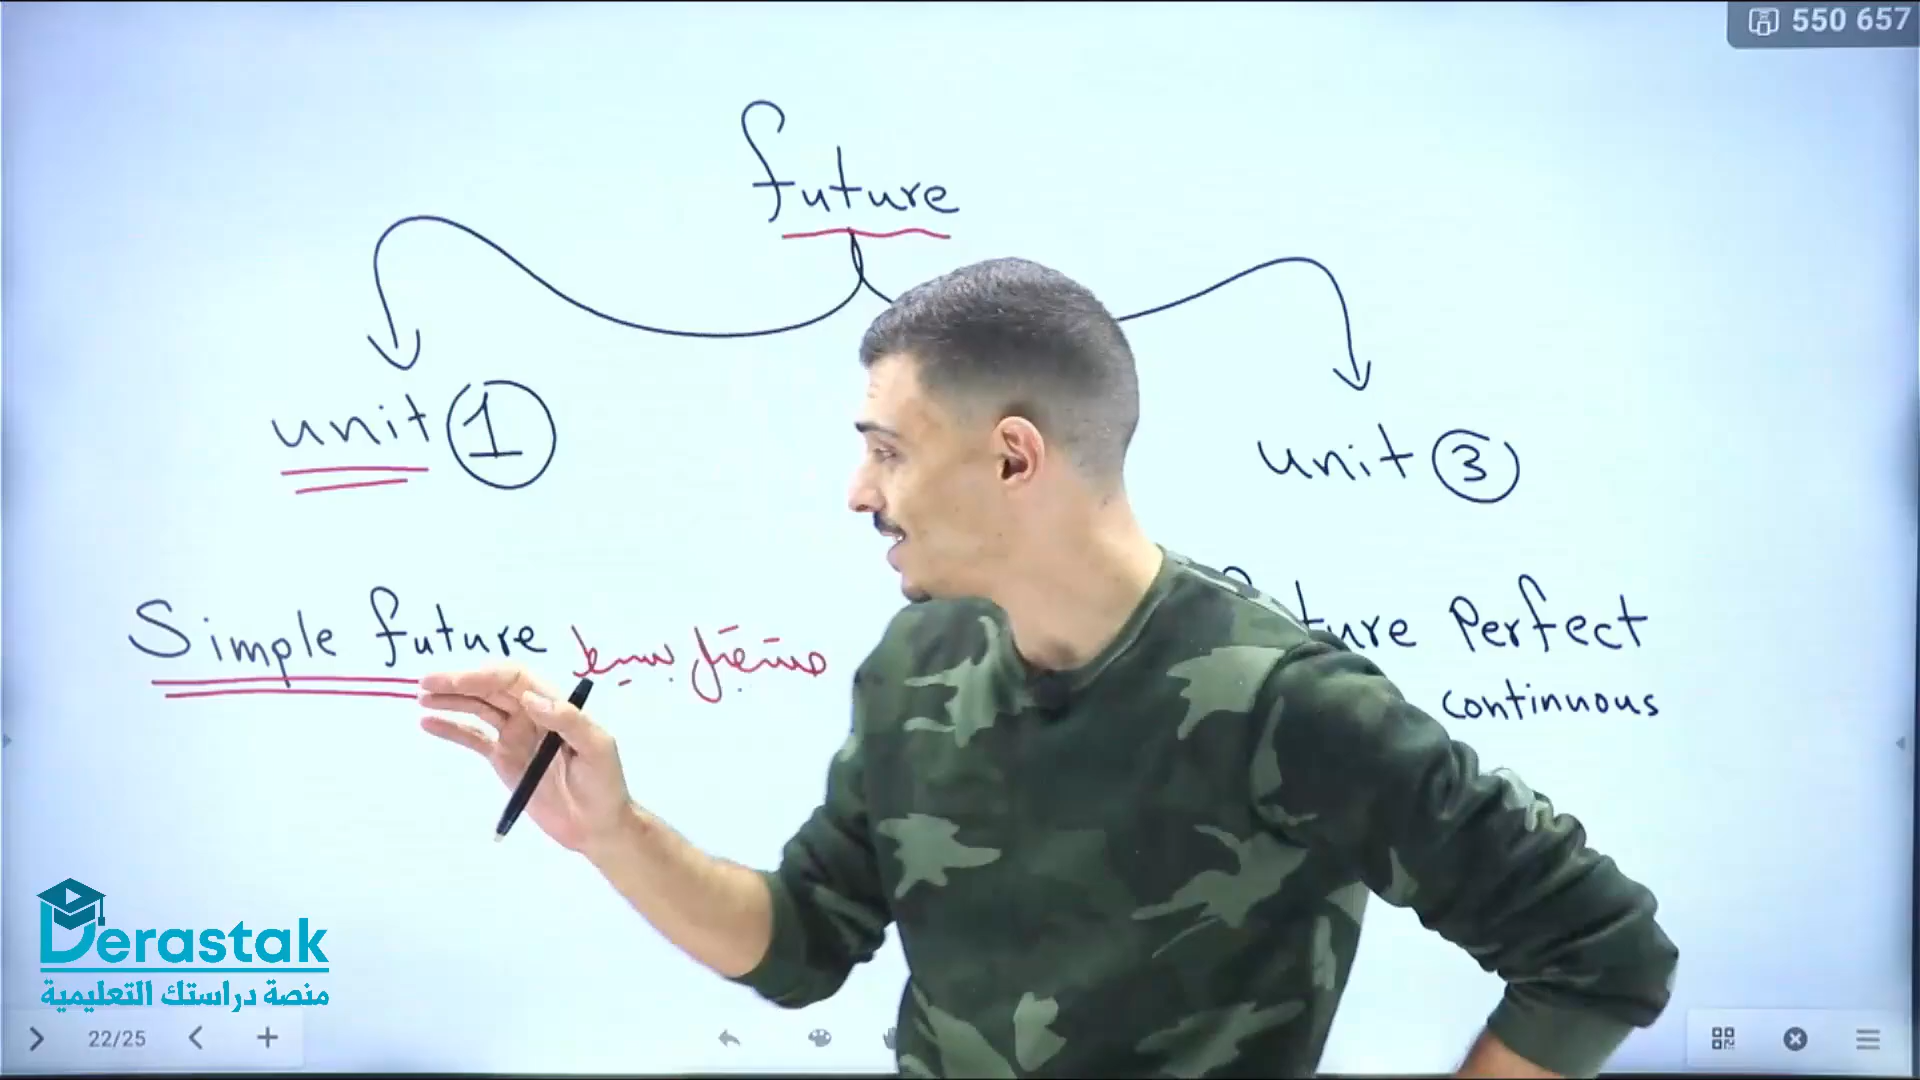 550 657
future
unit 1
unit 3
Simple future مستقبل بسيط
ture Perfect
continuous
Derastak
منصة دراستك التعليمية
22/25